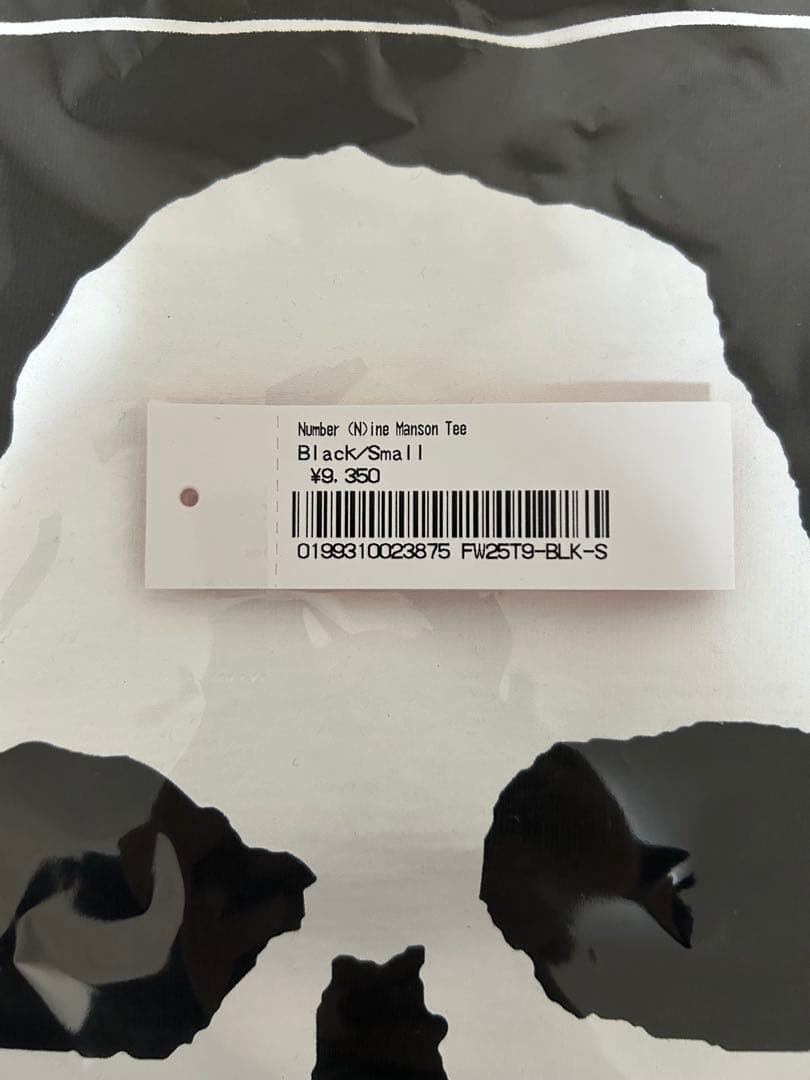 Number (N)ine Manson Tee
Black/Small
¥9,350
0199310023875 FW25T9-BLK-S